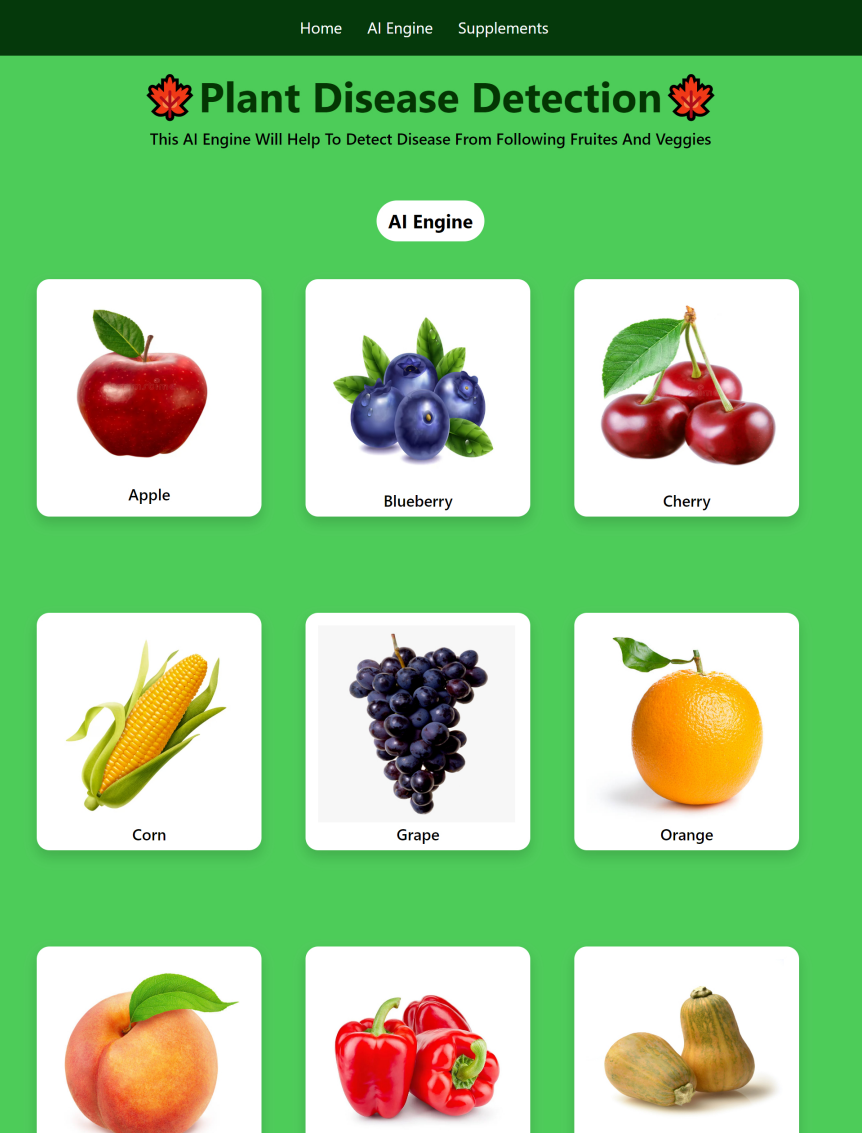 Home AI Engine Supplements
Plant Disease Detection
This AI Engine Will Help To Detect Disease From Following Fruites And Veggies
AI Engine
Apple Blueberry Cherry
Corn Grape Orange